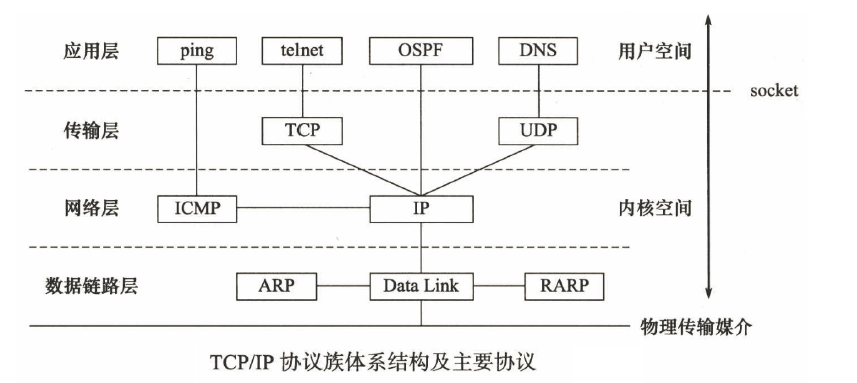 应用层 ping telnet OSPF DNS 用户空间
socket
传输层 TCP UDP
网络层 ICMP IP 内核空间
数据链路层 ARP Data Link RARP
物理传输媒介
TCP/IP 协议族体系结构及主要协议